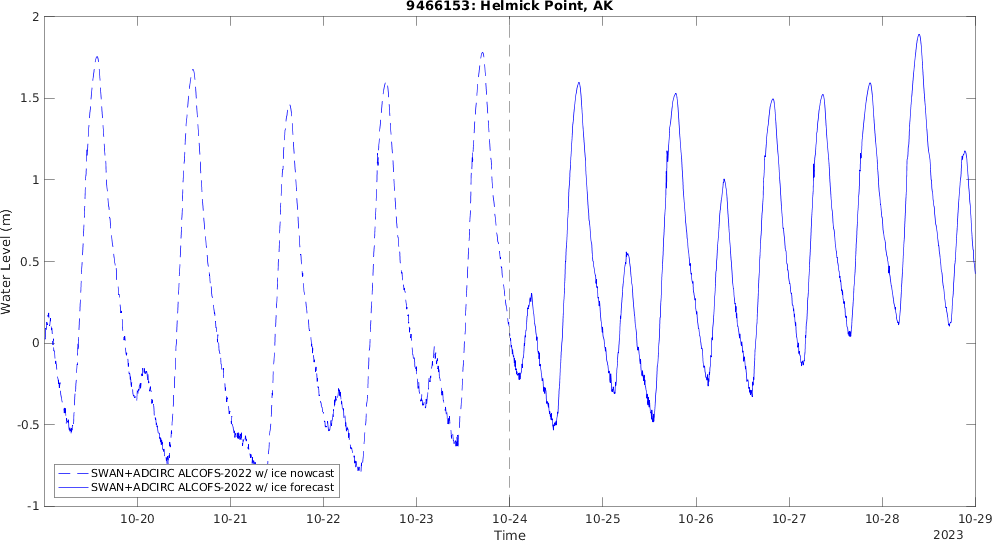 9466153: Helmick Point, AK
2
1.5
1
0.5
0
-0.5
-1
Water Level (m)
SWAN+ADCIRC ALCOFS-2022 w/ ice nowcast
SWAN+ADCIRC ALCOFS-2022 w/ ice forecast
10-20 10-21 10-22 10-23 10-24 10-25 10-26 10-27 10-28 10-29
Time
2023